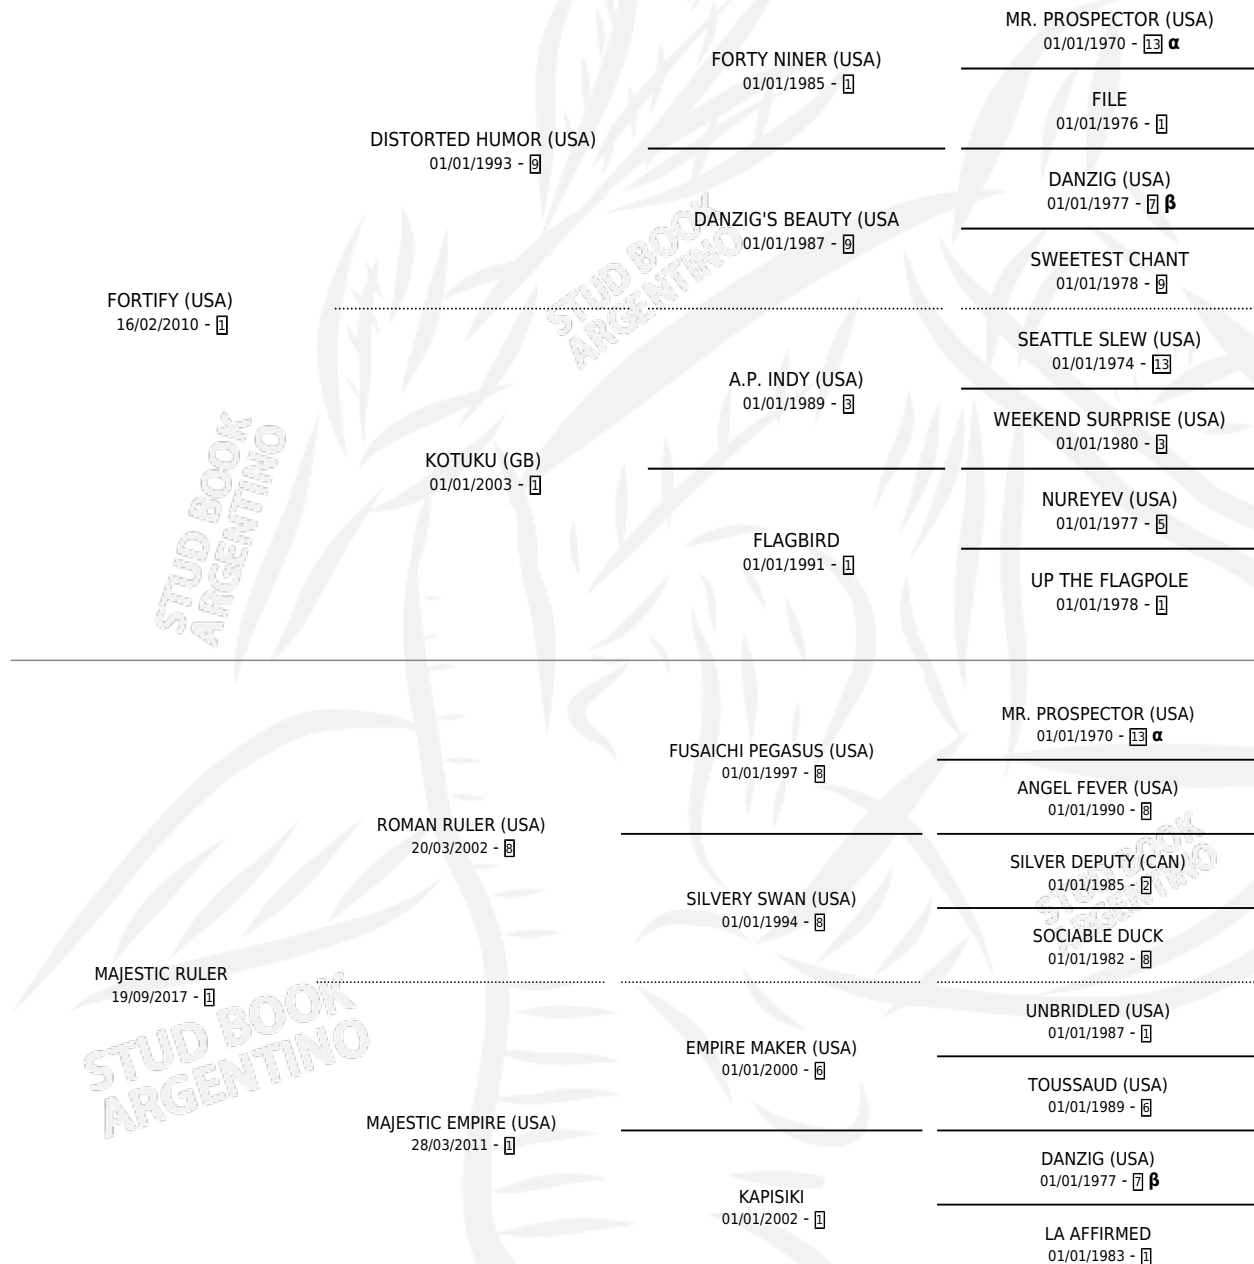 MR. PROSPECTOR (USA)
01/01/1970 - 13 α
FORTY NINER (USA)
01/01/1985 - 1
FILE
01/01/1976 - 1
DISTORTED HUMOR (USA)
01/01/1993 - 9
DANZIG (USA)
01/01/1977 - 7 β
DANZIG'S BEAUTY (USA
01/01/1987 - 9
SWEETEST CHANT
01/01/1978 - 9
FORTIFY (USA)
16/02/2010 - 1
SEATTLE SLEW (USA)
01/01/1974 - 13
A.P. INDY (USA)
01/01/1989 - 3
WEEKEND SURPRISE (USA)
01/01/1980 - 3
KOTUKU (GB)
01/01/2003 - 1
NUREYEV (USA)
01/01/1977 - 5
FLAGBIRD
01/01/1991 - 1
UP THE FLAGPOLE
01/01/1978 - 1
MR. PROSPECTOR (USA)
01/01/1970 - 13 α
FUSAICHI PEGASUS (USA)
01/01/1997 - 8
ANGEL FEVER (USA)
01/01/1990 - 8
ROMAN RULER (USA)
20/03/2002 - 8
SILVER DEPUTY (CAN)
01/01/1985 - 2
SILVERY SWAN (USA)
01/01/1994 - 8
SOCIABLE DUCK
01/01/1982 - 8
MAJESTIC RULER
19/09/2017 - 1
UNBRIDLED (USA)
01/01/1987 - 1
EMPIRE MAKER (USA)
01/01/2000 - 6
TOUSSAUD (USA)
01/01/1989 - 6
MAJESTIC EMPIRE (USA)
28/03/2011 - 1
DANZIG (USA)
01/01/1977 - 7 β
KAPISIKI
01/01/2002 - 1
LA AFFIRMED
01/01/1983 - 1
STUD BOOK
ARGENTINO
STUD BOOK
ARGENTINO
STUD BOOK
ARGENTINO
STUD BOOK
ARGENTINO